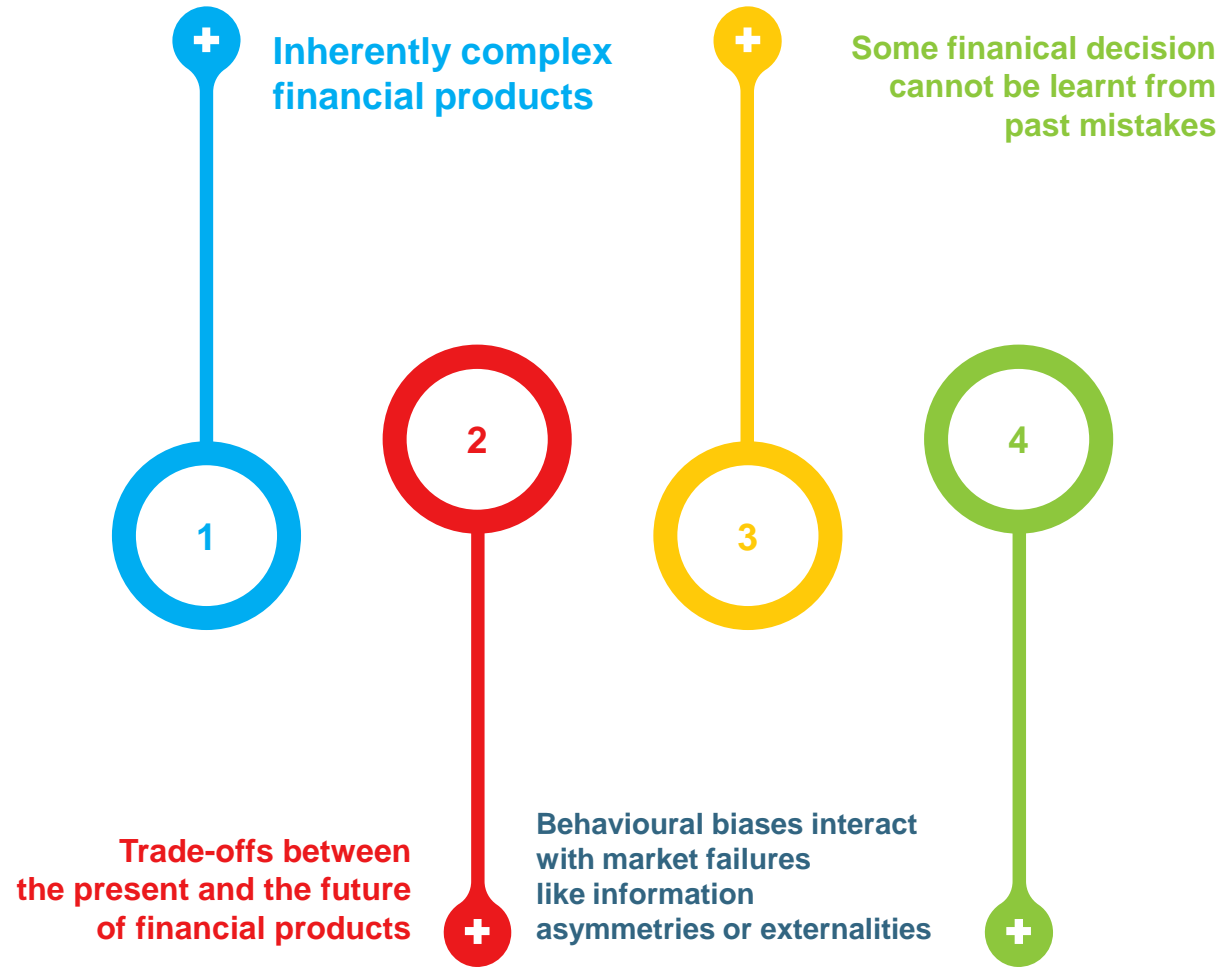 Inherently complex
financial products
Some finanical decision
cannot be learnt from
past mistakes
1
2
3
4
Trade-offs between
the present and the future
of financial products
Behavioural biases interact
with market failures
like information
asymmetries or externalities